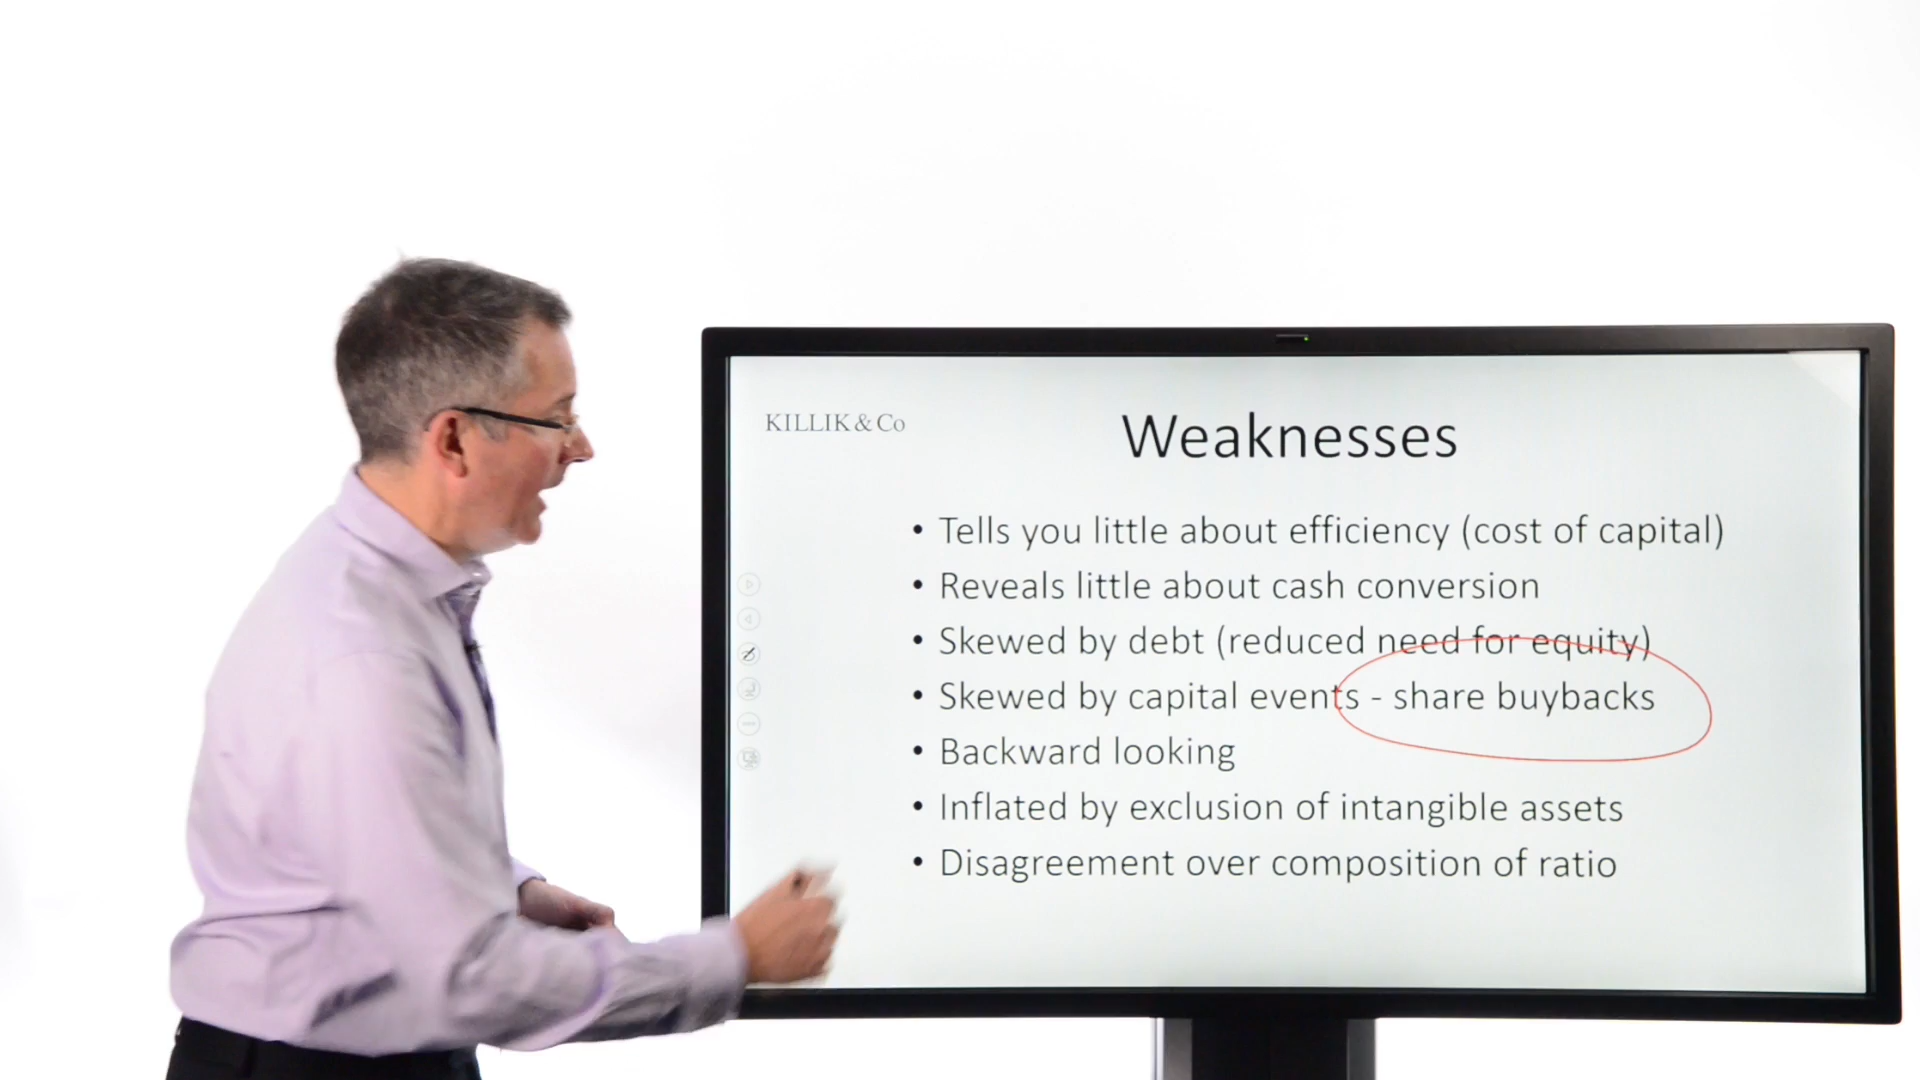 KILLIK & Co
Weaknesses
• Tells you little about efficiency (cost of capital)
• Reveals little about cash conversion
• Skewed by debt (reduced need for equity)
• Skewed by capital events - share buybacks
• Backward looking
• Inflated by exclusion of intangible assets
• Disagreement over composition of ratio